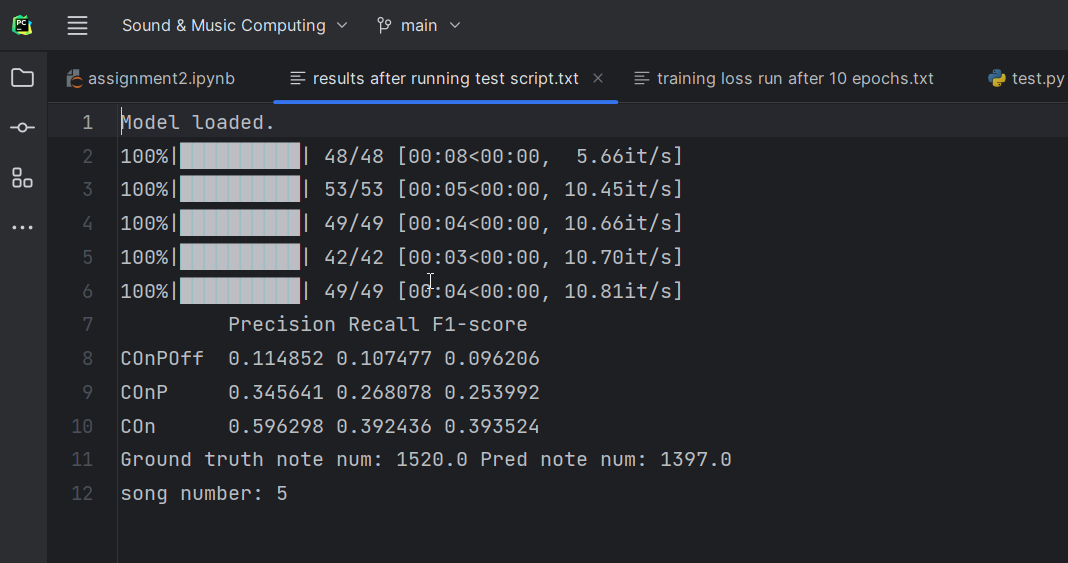 PC
Sound & Music Computing
main
assignment2.ipynb
results after running test script.txt
training loss run after 10 epochs.txt
test.py
1 Model loaded.
2 100%|██████████| 48/48 [00:08<00:00,  5.66it/s]
3 100%|██████████| 53/53 [00:05<00:00, 10.45it/s]
4 100%|██████████| 49/49 [00:04<00:00, 10.66it/s]
5 100%|██████████| 42/42 [00:03<00:00, 10.70it/s]
6 100%|██████████| 49/49 [00:04<00:00, 10.81it/s]
7          Precision Recall F1-score
8 COnPOff  0.114852 0.107477 0.096206
9 COnP     0.345641 0.268078 0.253992
10 COn      0.596298 0.392436 0.393524
11 Ground truth note num: 1520.0 Pred note num: 1397.0
12 song number: 5